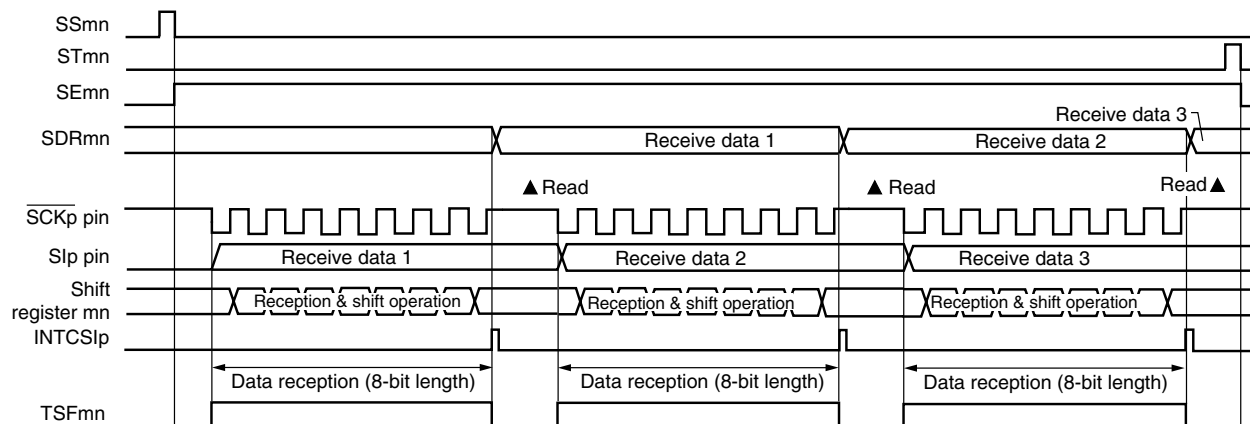 SSmn
STmn
SEmn
Receive data 3
SDRmn Receive data 1 Receive data 2
▲ Read ▲ Read Read ▲
SCKp pin
SIp pin Receive data 1 Receive data 2 Receive data 3
Shift
register mn Reception & shift operation Reception & shift operation Reception & shift operation
INTCSIp
Data reception (8-bit length) Data reception (8-bit length) Data reception (8-bit length)
TSFmn